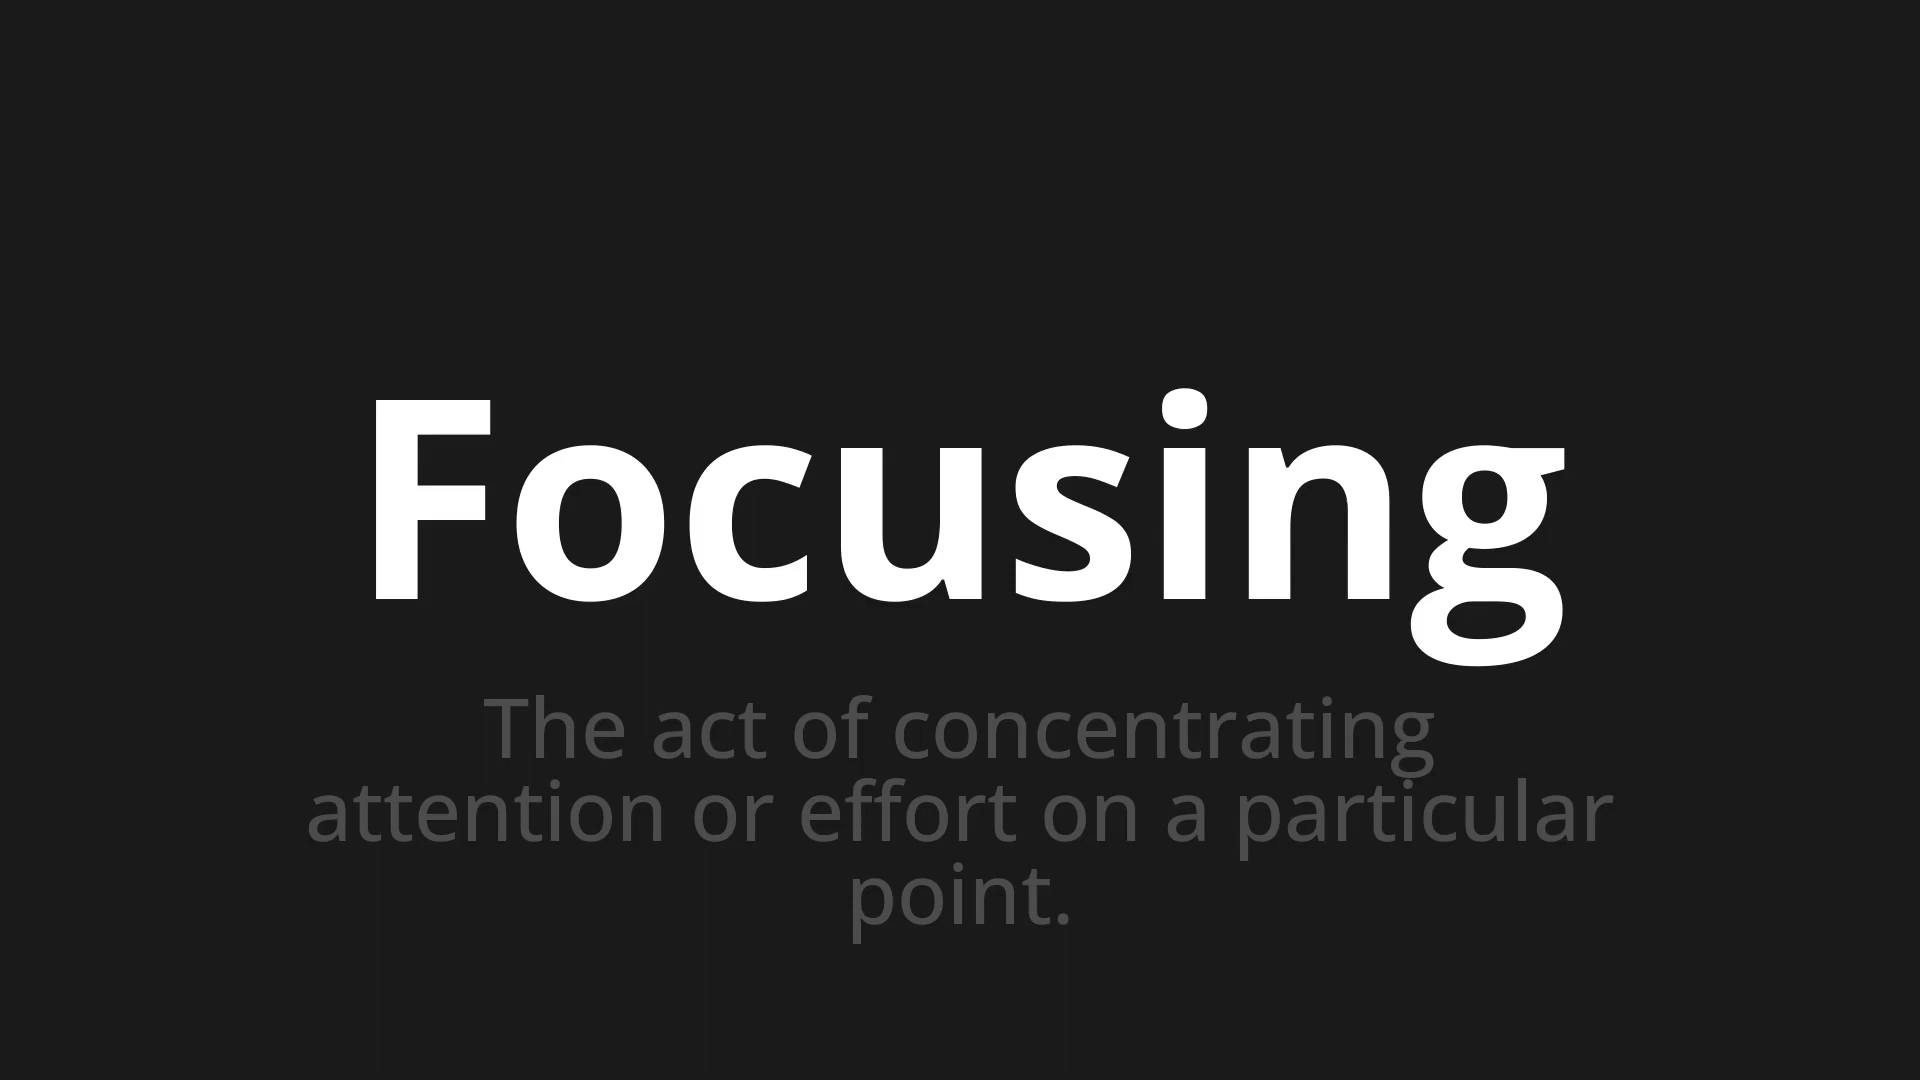 Focusing
The act of concentrating
attention or effort on a particular
point.